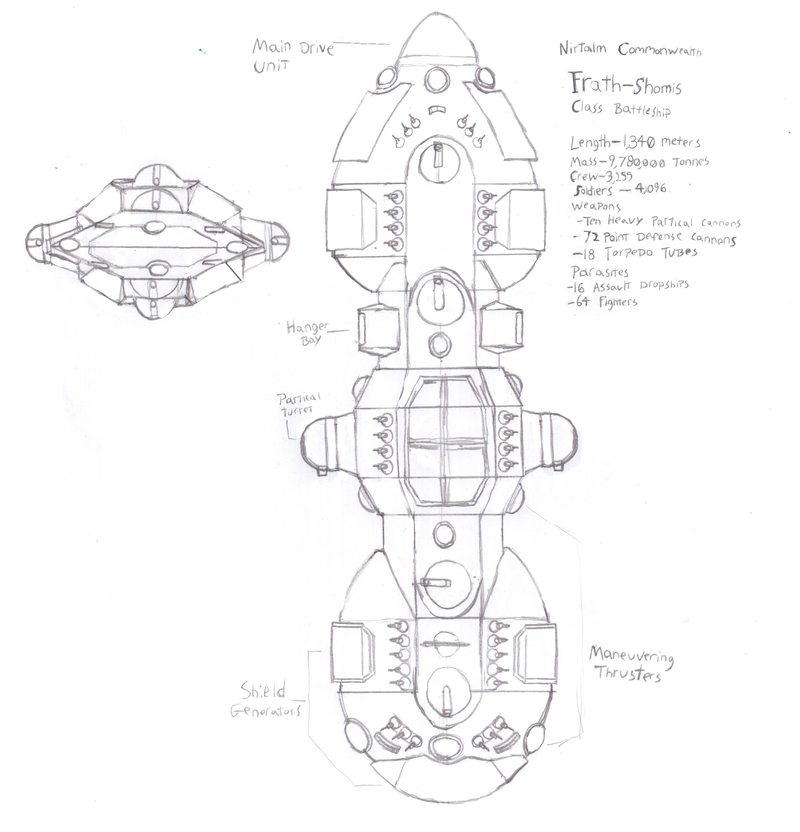 Main Drive
Unit
Nirtalm Commonwealth
Frath-Shomis
Class Battleship
Length-1,340 meters
Mass-9,780,000 Tonnes
Crew-3,255
Soldiers - 4,096.
Weapons
-Ten Heavy Partical Cannons
-72 Point Defense Cannons
-18 Torpedo Tubes
Parasites
-16 Assault Dropships
-64 Fighters
Hanger
Bay
Partical
Turret
Shield
Generators
Maneuvering
Thrusters